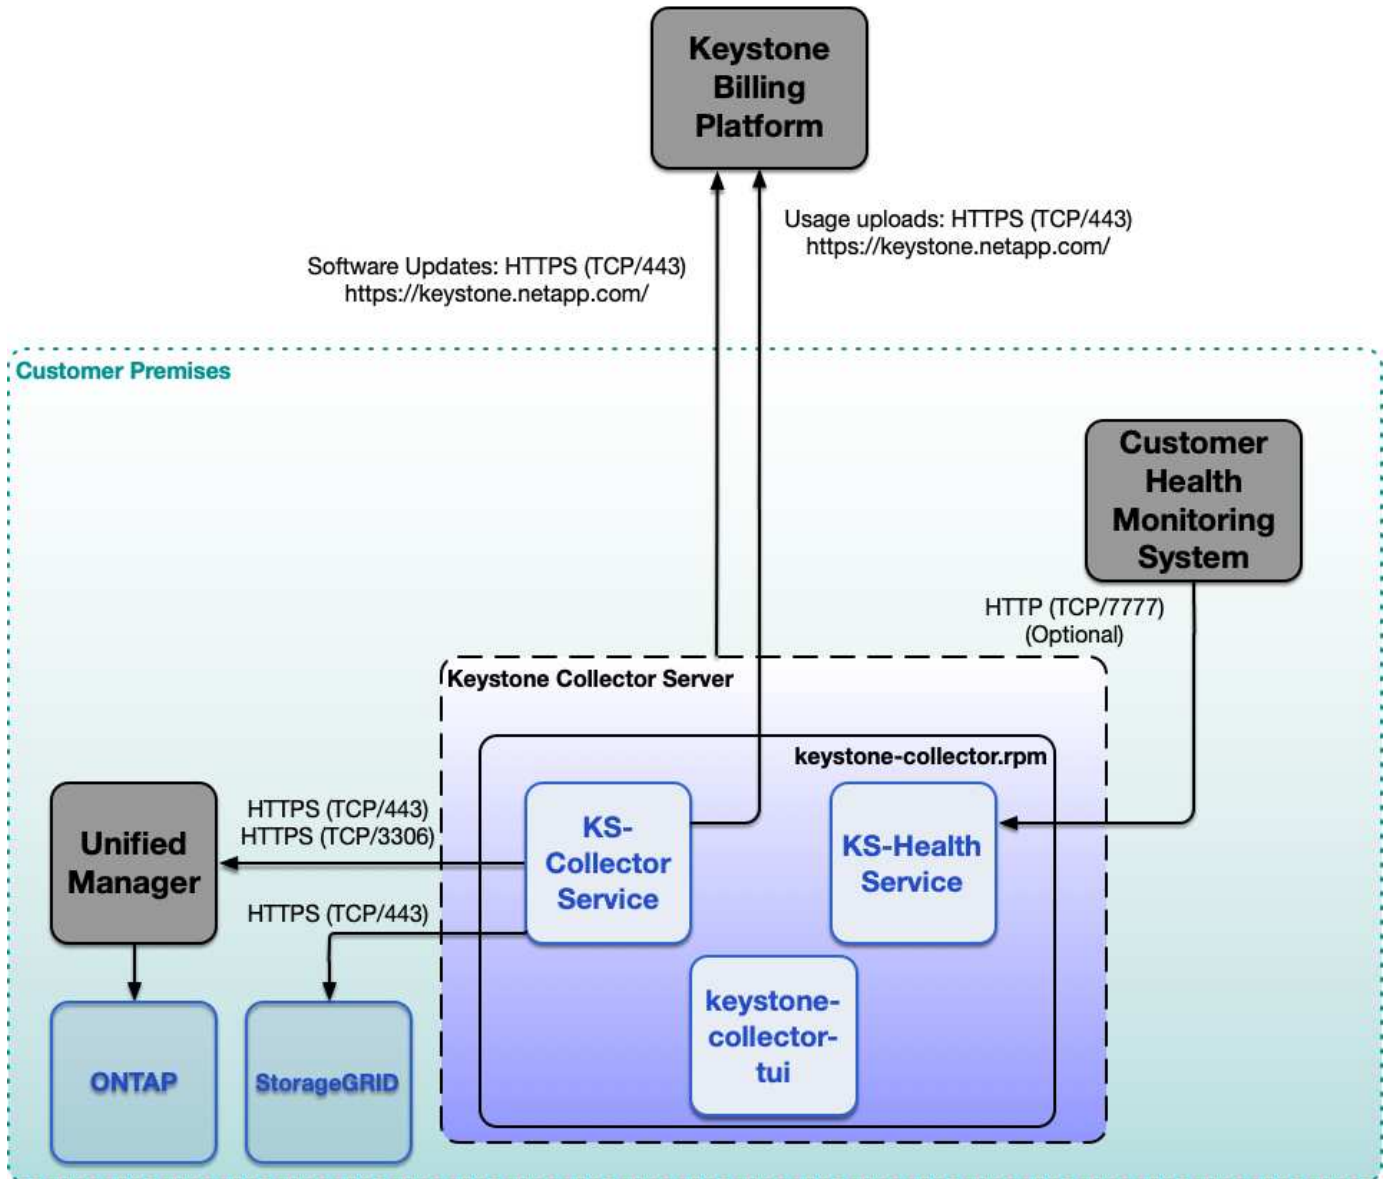 Keystone
Billing
Platform
Usage uploads: HTTPS (TCP/443)
https://keystone.netapp.com/
Software Updates: HTTPS (TCP/443)
https://keystone.netapp.com/
Customer Premises
Customer
Health
Monitoring
System
HTTP (TCP/7777)
(Optional)
Keystone Collector Server
keystone-collector.rpm
HTTPS (TCP/443)
HTTPS (TCP/3306)
Unified
Manager
KS-
Collector
Service
KS-Health
Service
HTTPS (TCP/443)
keystone-
collector-
tui
ONTAP
StorageGRID